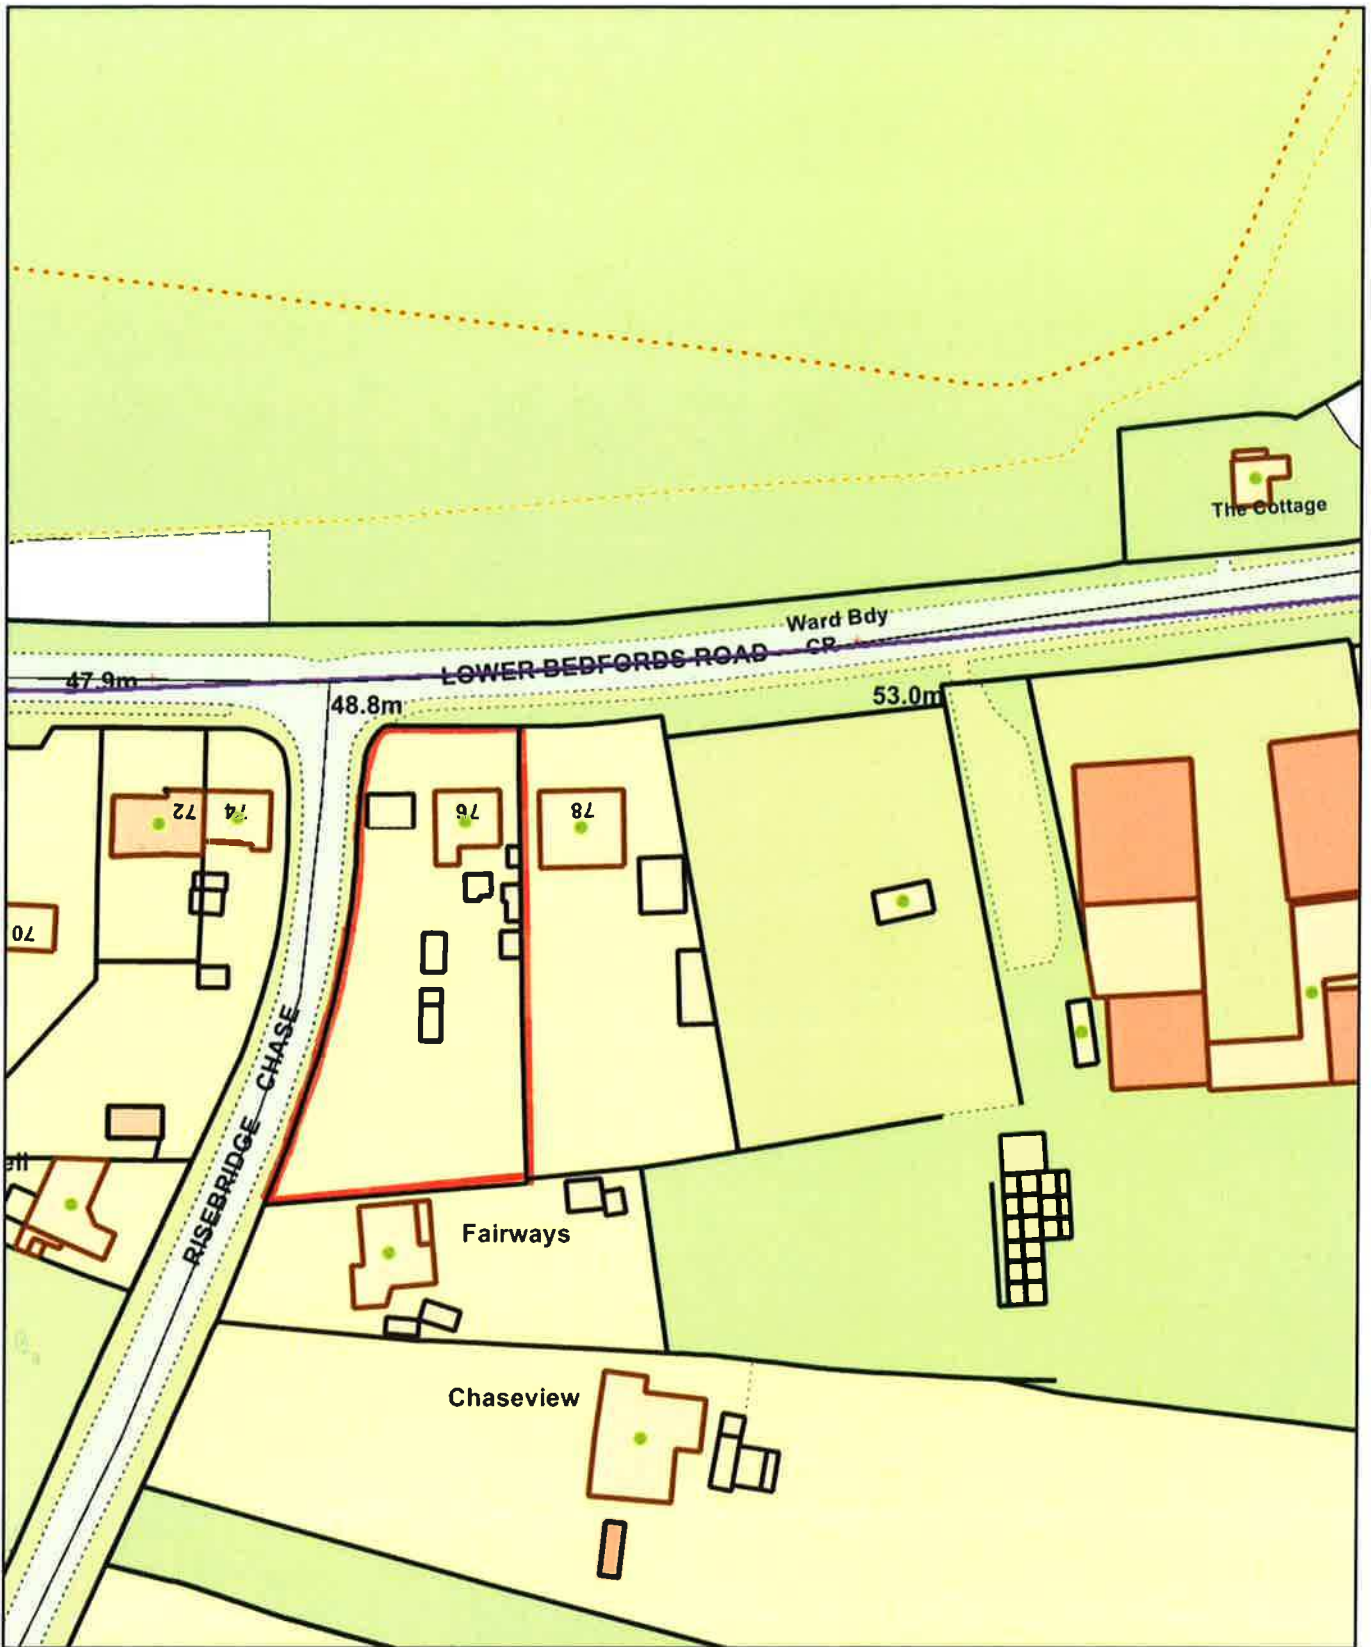 The Cottage
Ward Bdy
CR
LOWER BEDFORDS ROAD
47.9m
48.8m
53.0m
72
74
76
78
70
RISEBRIDGE CHASE
ell
Fairways
Chaseview